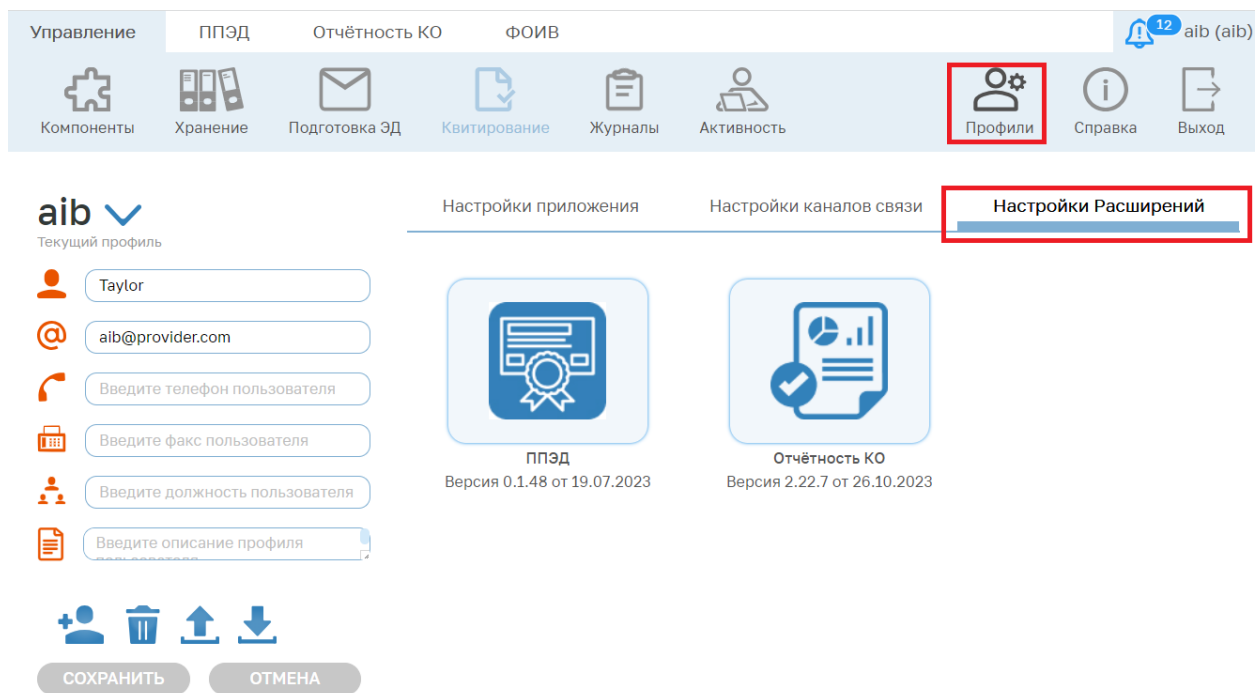 Управление ППЭД Отчётность КО ФОИВ 12 aib (aib)
Компоненты Хранение Подготовка ЭД Квитирование Журналы Активность Профили Справка Выход
aib
Текущий профиль
Настройки приложения Настройки каналов связи Настройки Расширений
Taylor
aib@provider.com
Введите телефон пользователя
Введите факс пользователя
Введите должность пользователя
Введите описание профиля
ППЭД
Версия 0.1.48 от 19.07.2023
Отчётность КО
Версия 2.22.7 от 26.10.2023
СОХРАНИТЬ ОТМЕНА